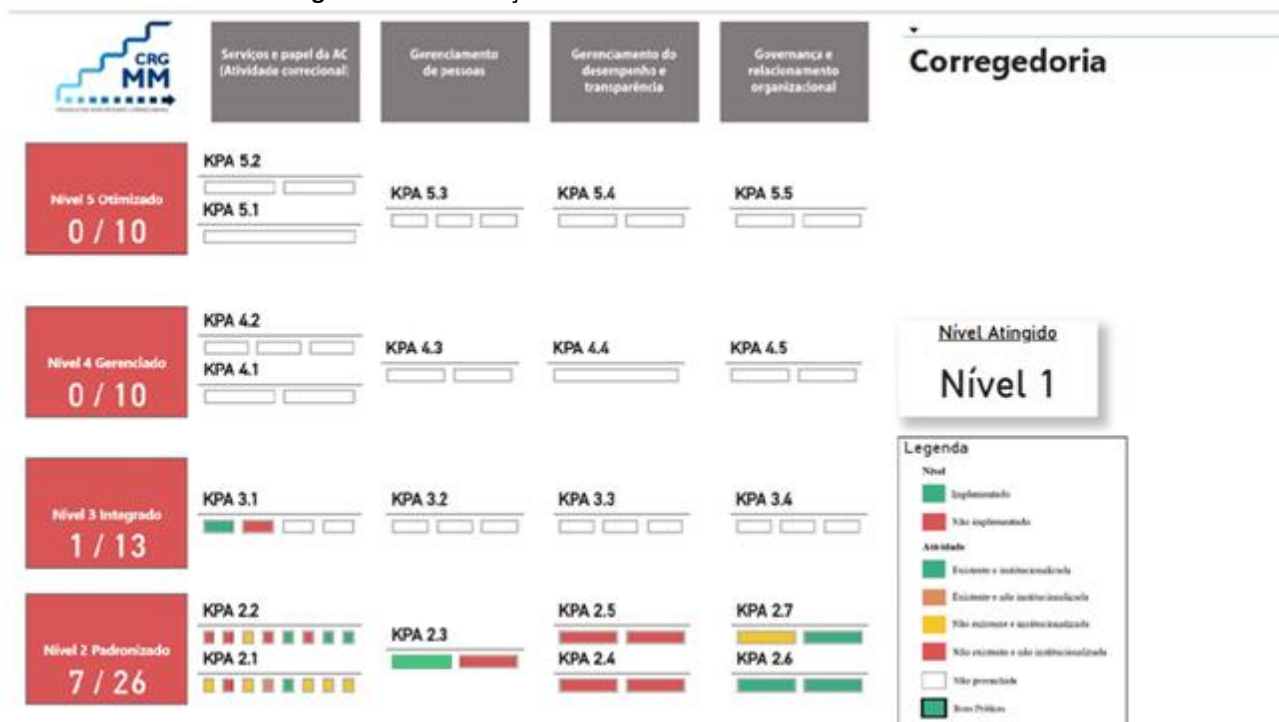 CRG
MM
Serviços e papel da AC
(Atividade correcional)
Gerenciamento
de pessoas
Gerenciamento do
desempenho e
transparência
Governança e
relacionamento
organizacional
Corregedoria
Nível 5 Otimizado
0 / 10
KPA 5.2
KPA 5.1
KPA 5.3
KPA 5.4
KPA 5.5
Nível 4 Gerenciado
0 / 10
KPA 4.2
KPA 4.1
KPA 4.3
KPA 4.4
KPA 4.5
Nível Atingido
Nível 1
Nível 3 Integrado
1 / 13
KPA 3.1
KPA 3.2
KPA 3.3
KPA 3.4
Nível 2 Padronizado
7 / 26
KPA 2.2
KPA 2.1
KPA 2.3
KPA 2.5
KPA 2.4
KPA 2.7
KPA 2.6
Legenda
Nível
Implementado
Não implementado
Atividade
Existente e institucionalizada
Existente e não institucionalizada
Não existente e institucionalizada
Não existente e não institucionalizada
Não preenchida
Boas Práticas